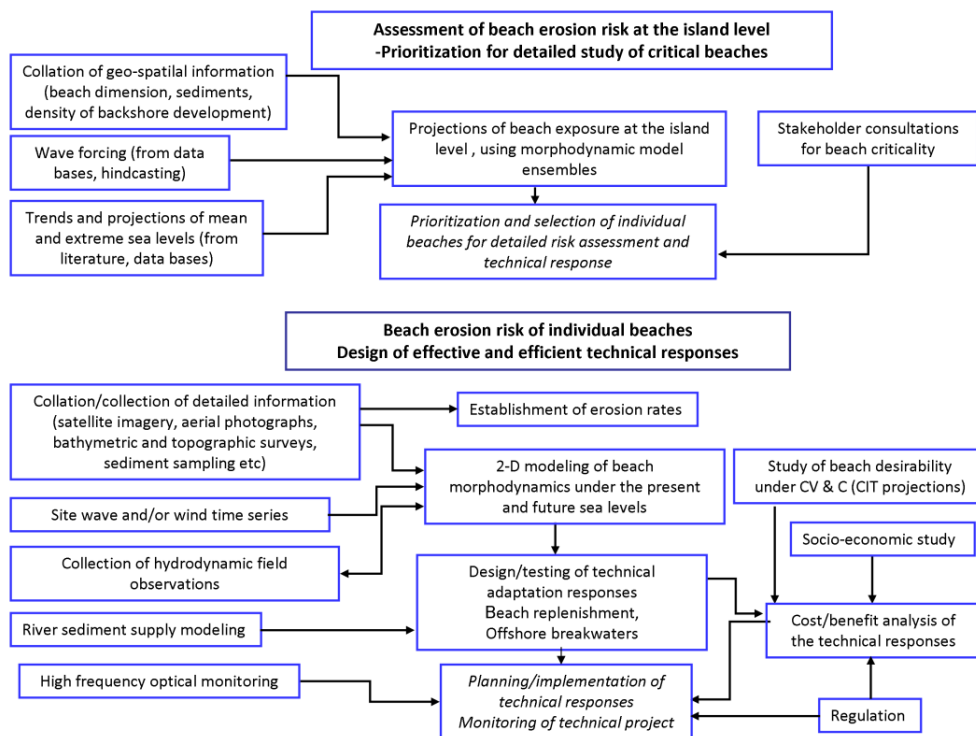 Assessment of beach erosion risk at the island level
-Prioritization for detailed study of critical beaches
Collation of geo-spatilal information
(beach dimension, sediments,
density of backshore development)
Wave forcing (from data
bases, hindcasting)
Trends and projections of mean
and extreme sea levels (from
literature, data bases)
Projections of beach exposure at the island
level , using morphodynamic model
ensembles
Stakeholder consultations
for beach criticality
Prioritization and selection of individual
beaches for detailed risk assessment and
technical response
Beach erosion risk of individual beaches
Design of effective and efficient technical responses
Collation/collection of detailed information
(satellite imagery, aerial photographs,
bathymetric and topographic surveys,
sediment sampling etc)
Establishment of erosion rates
Site wave and/or wind time series
Collection of hydrodynamic field
observations
2-D modeling of beach
morphodynamics under the present
and future sea levels
Study of beach desirability
under CV & C (CIT projections)
Socio-economic study
River sediment supply modeling
Design/testing of technical
adaptation responses
Beach replenishment,
Offshore breakwaters
Cost/benefit analysis of
the technical responses
High frequency optical monitoring
Planning/implementation of
technical responses
Monitoring of technical project
Regulation